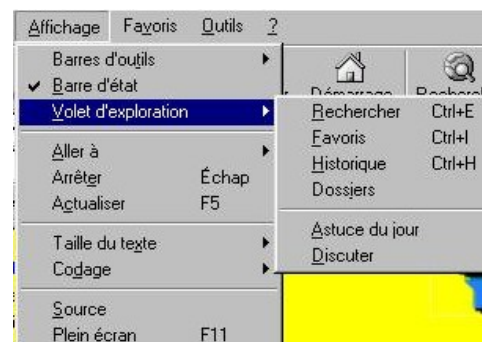 Affichage Favoris Outils ?
Barres d'outils
Barre d'état
Volet d'exploration
Aller à
Arrêter Échap
Actualiser F5
Taille du texte
Codage
Source
Plein écran F11
Démarrage
Rechercher Ctrl+E
Favoris Ctrl+I
Historique Ctrl+H
Dossiers
Astuce du jour
Discuter